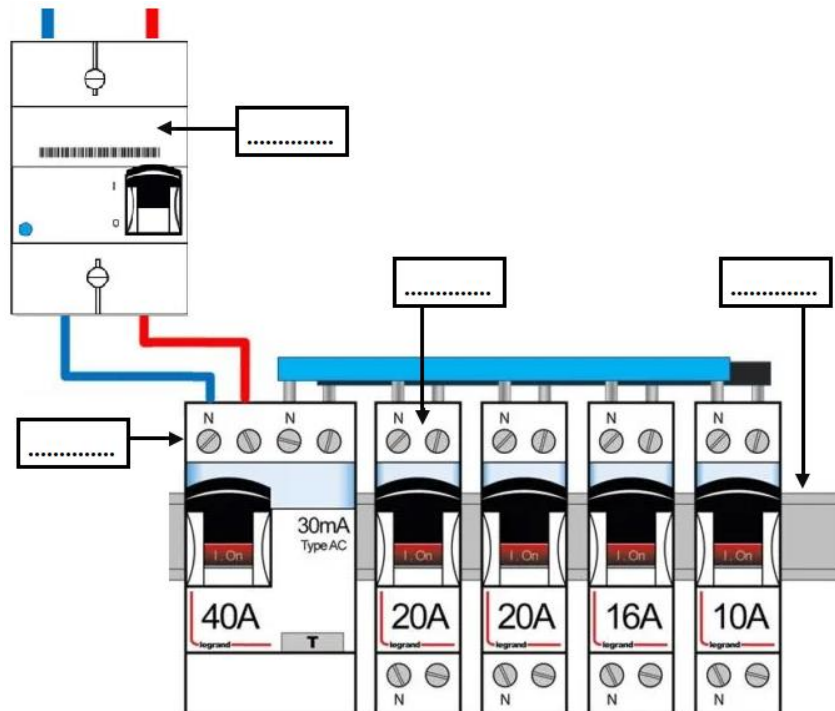 I
O
..............
..............
..............
..............
N N N N N N
30mA
Type AC
I . On I . On I . On I . On I . On
40A 20A 20A 16A 10A
legrand legrand legrand legrand legrand
T
N N N N